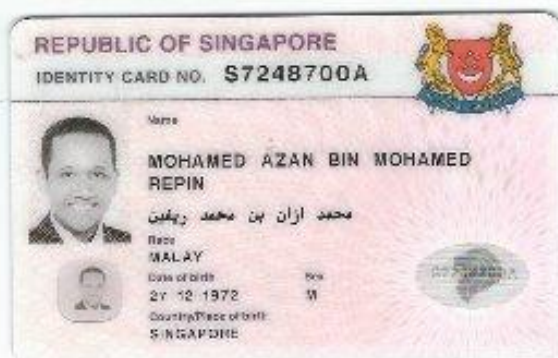 REPUBLIC OF SINGAPORE
IDENTITY CARD NO. S7248700A
Name
MOHAMED AZAN BIN MOHAMED
REPIN
محمد ازان بن محمد ريفين
Race
MALAY
Date of birth Sex
27-12-1972 M
Country/Place of birth
SINGAPORE